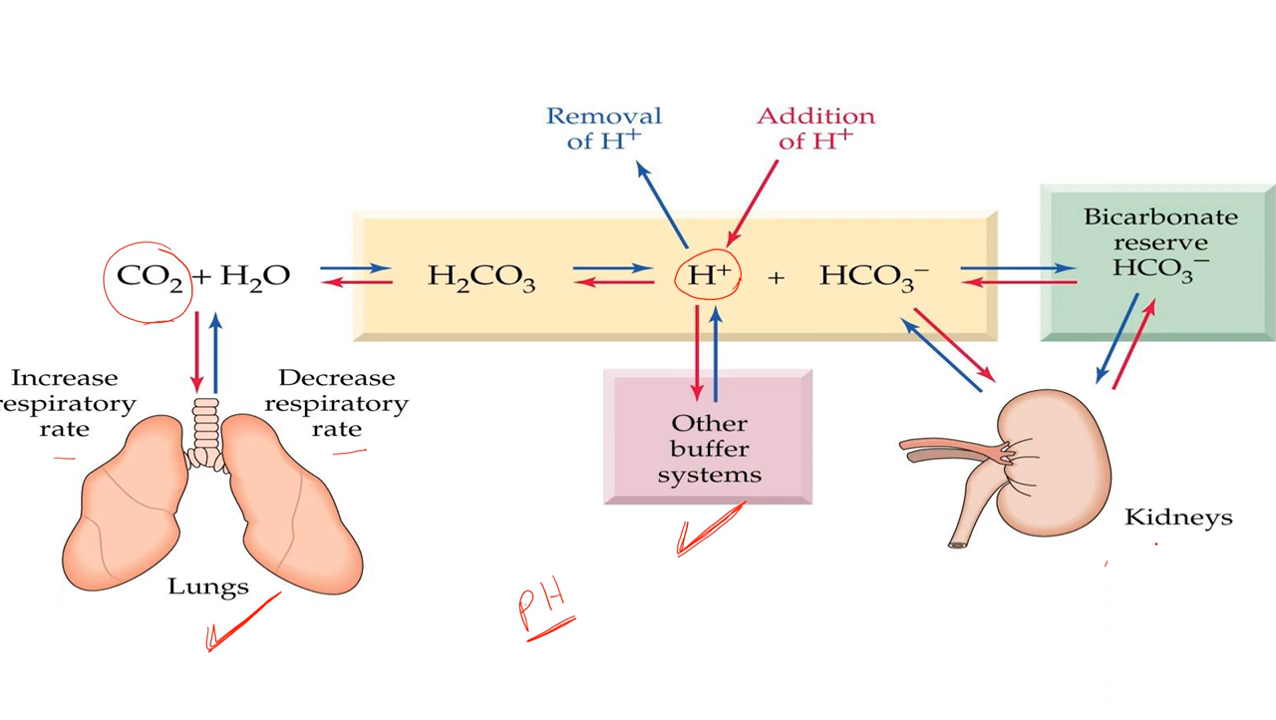 Removal
of H⁺
Addition
of H⁺
CO₂ + H₂O
H₂CO₃
H⁺ + HCO₃⁻
Bicarbonate
reserve
HCO₃⁻
Increase
respiratory
rate
Decrease
respiratory
rate
Other
buffer
systems
Lungs
Kidneys
PH